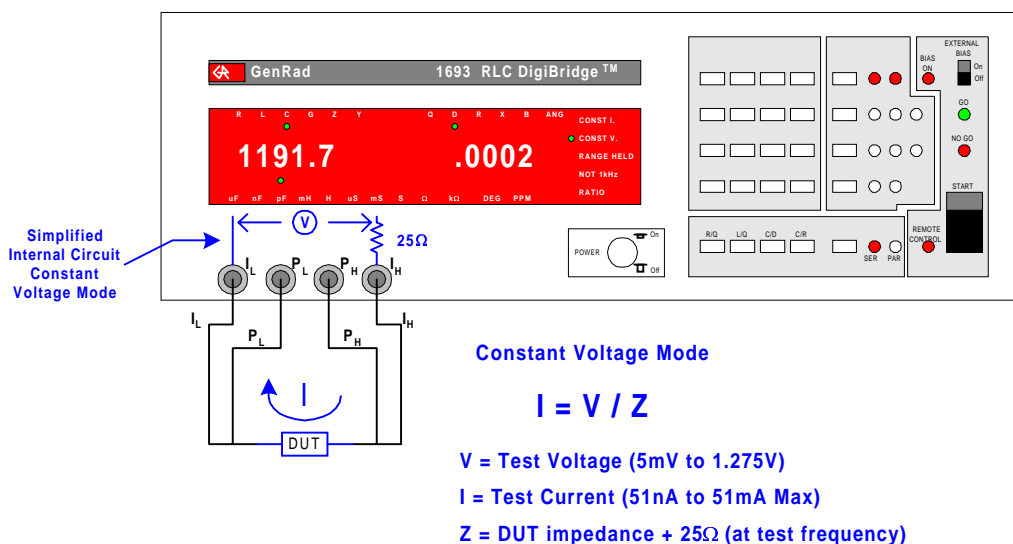 GR GenRad 1693 RLC DigiBridge TM
R L C G Z Y Q D R X B ANG
CONST I.
CONST V.
RANGE HELD
NOT 1kHz
RATIO
1191.7 .0002
uF nF pF mH H uS mS S Ω kΩ DEG PPM
EXTERNAL
BIAS
On
Off
BIAS
ON
GO
NO GO
START
R/Q L/Q C/D C/R
SER PAR
REMOTE
CONTROL
POWER
On
Off
Simplified
Internal Circuit
Constant
Voltage Mode
V
25Ω
IL PL PH IH
IL PL PH IH
I
DUT
Constant Voltage Mode
I = V / Z
V = Test Voltage (5mV to 1.275V)
I = Test Current (51nA to 51mA Max)
Z = DUT impedance + 25Ω (at test frequency)